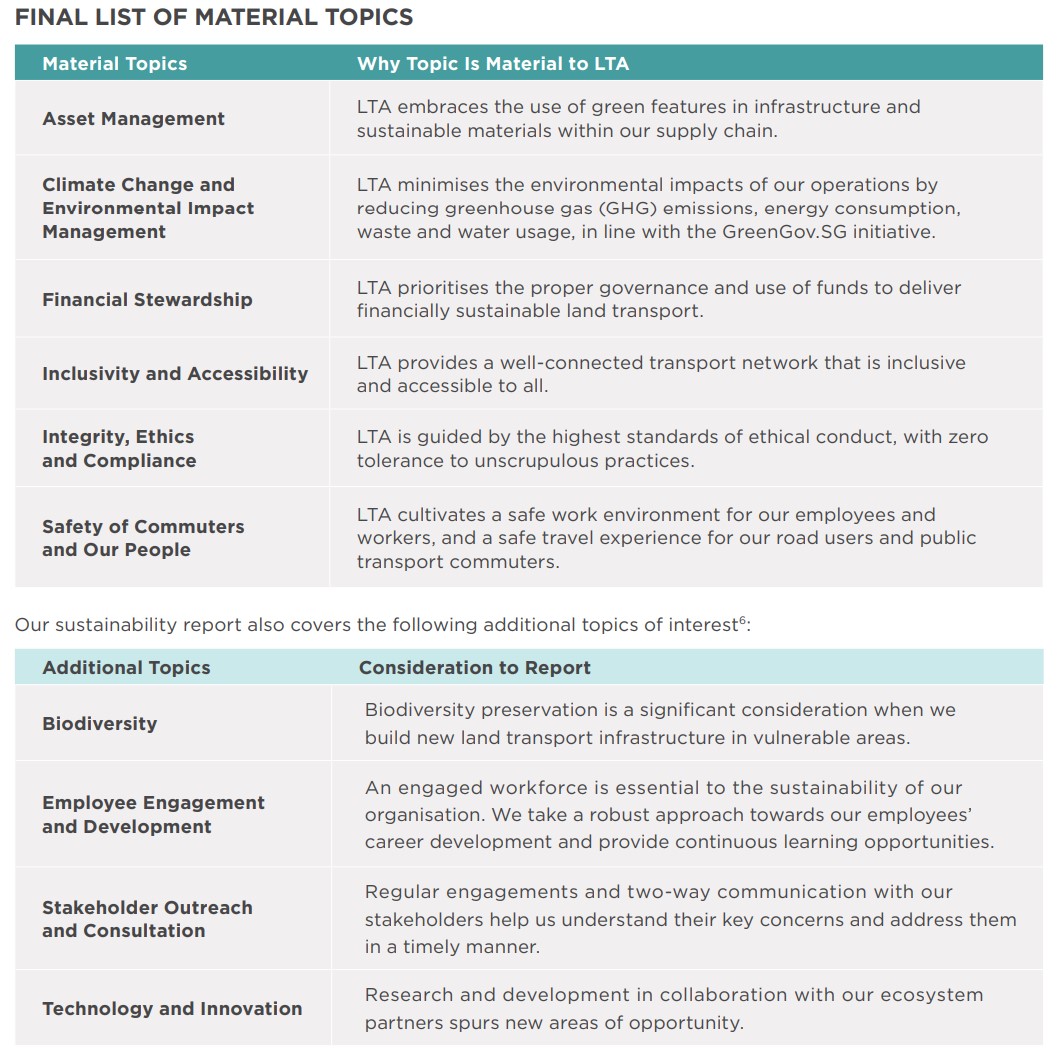 FINAL LIST OF MATERIAL TOPICS
Material Topics
Why Topic Is Material to LTA
Asset Management
LTA embraces the use of green features in infrastructure and
sustainable materials within our supply chain.
Climate Change and
Environmental Impact
Management
LTA minimises the environmental impacts of our operations by
reducing greenhouse gas (GHG) emissions, energy consumption,
waste and water usage, in line with the GreenGov.SG initiative.
Financial Stewardship
LTA prioritises the proper governance and use of funds to deliver
financially sustainable land transport.
Inclusivity and Accessibility
LTA provides a well-connected transport network that is inclusive
and accessible to all.
Integrity, Ethics
and Compliance
LTA is guided by the highest standards of ethical conduct, with zero
tolerance to unscrupulous practices.
Safety of Commuters
and Our People
LTA cultivates a safe work environment for our employees and
workers, and a safe travel experience for our road users and public
transport commuters.
Our sustainability report also covers the following additional topics of interest⁶:
Additional Topics
Consideration to Report
Biodiversity
Biodiversity preservation is a significant consideration when we
build new land transport infrastructure in vulnerable areas.
Employee Engagement
and Development
An engaged workforce is essential to the sustainability of our
organisation. We take a robust approach towards our employees’
career development and provide continuous learning opportunities.
Stakeholder Outreach
and Consultation
Regular engagements and two-way communication with our
stakeholders help us understand their key concerns and address them
in a timely manner.
Technology and Innovation
Research and development in collaboration with our ecosystem
partners spurs new areas of opportunity.